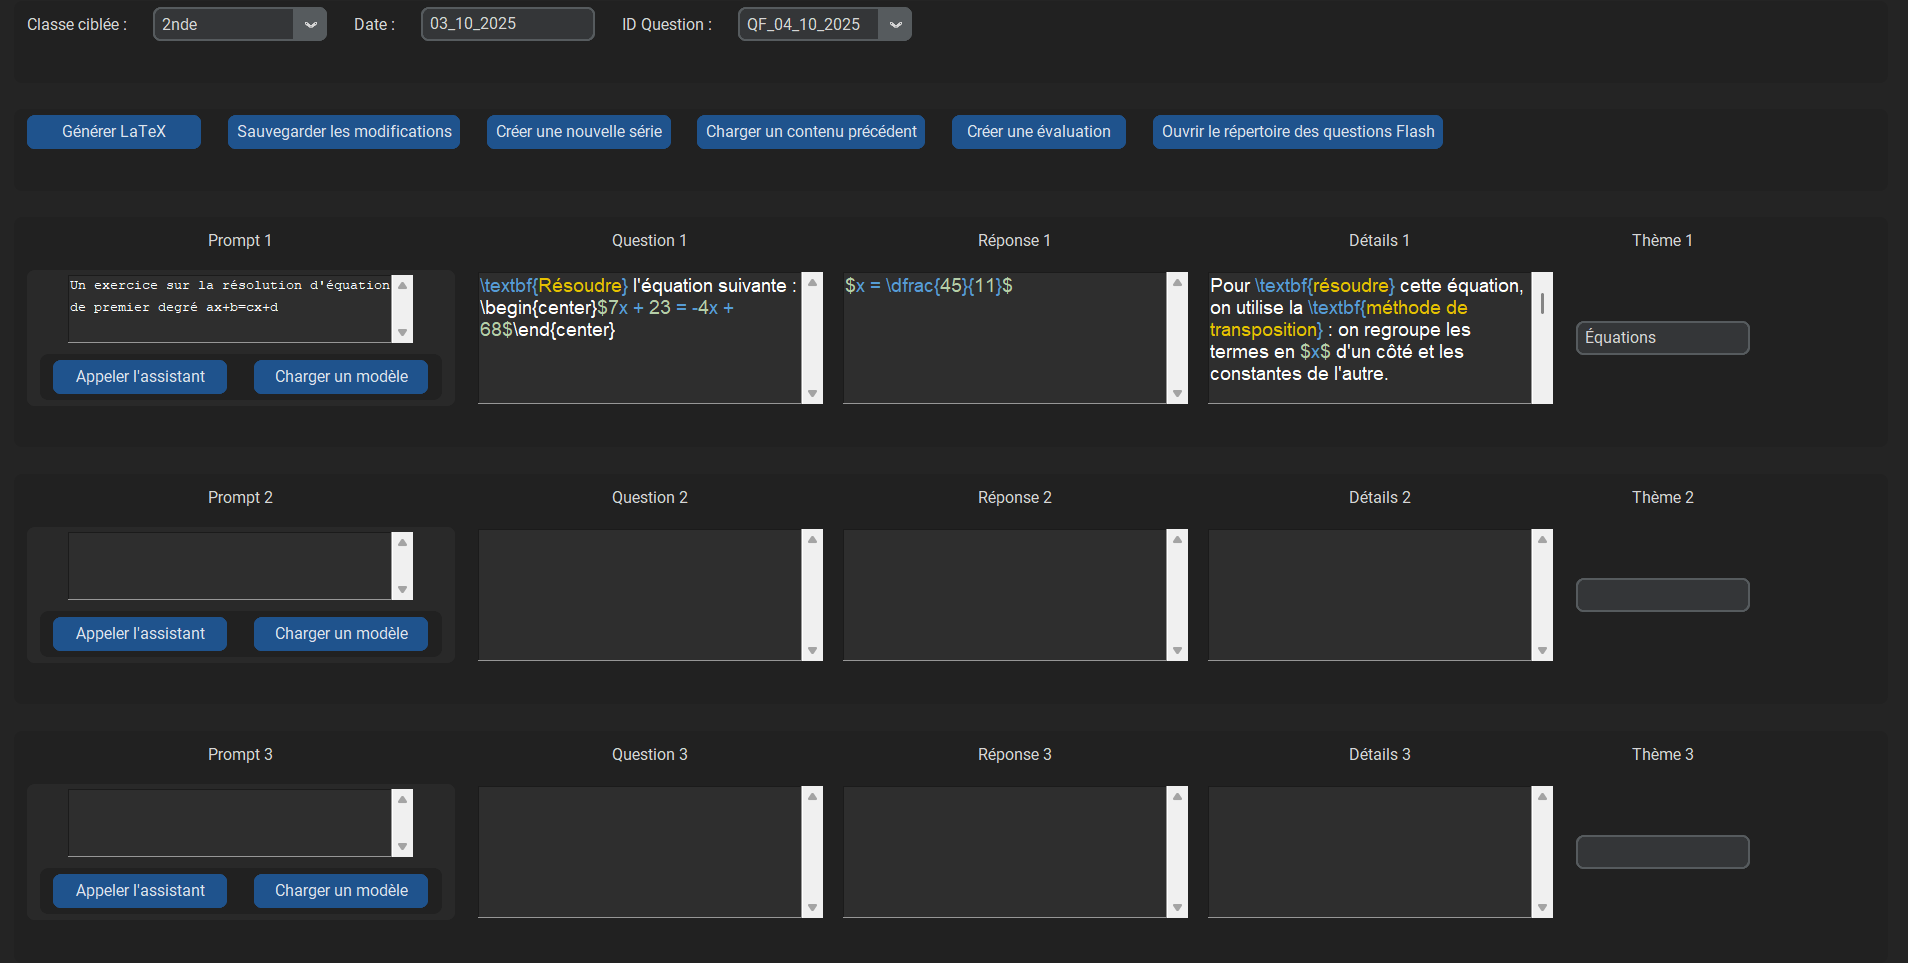 Classe ciblée :
2nde
Date :
03_10_2025
ID Question :
QF_04_10_2025
Générer LaTeX
Sauvegarder les modifications
Créer une nouvelle série
Charger un contenu précédent
Créer une évaluation
Ouvrir le répertoire des questions Flash
Prompt 1
Question 1
Réponse 1
Détails 1
Thème 1
Un exercice sur la résolution d'équation
de premier degré ax+b=cx+d
Appeler l'assistant
Charger un modèle
\textbf{Résoudre} l'équation suivante :
\begin{center}$7x + 23 = -4x +
68$\end{center}
$x = \dfrac{45}{11}$
Pour \textbf{résoudre} cette équation,
on utilise la \textbf{méthode de
transposition} : on regroupe les
termes en $x$ d'un côté et les
constantes de l'autre.
Équations
Prompt 2
Question 2
Réponse 2
Détails 2
Thème 2
Appeler l'assistant
Charger un modèle
Prompt 3
Question 3
Réponse 3
Détails 3
Thème 3
Appeler l'assistant
Charger un modèle